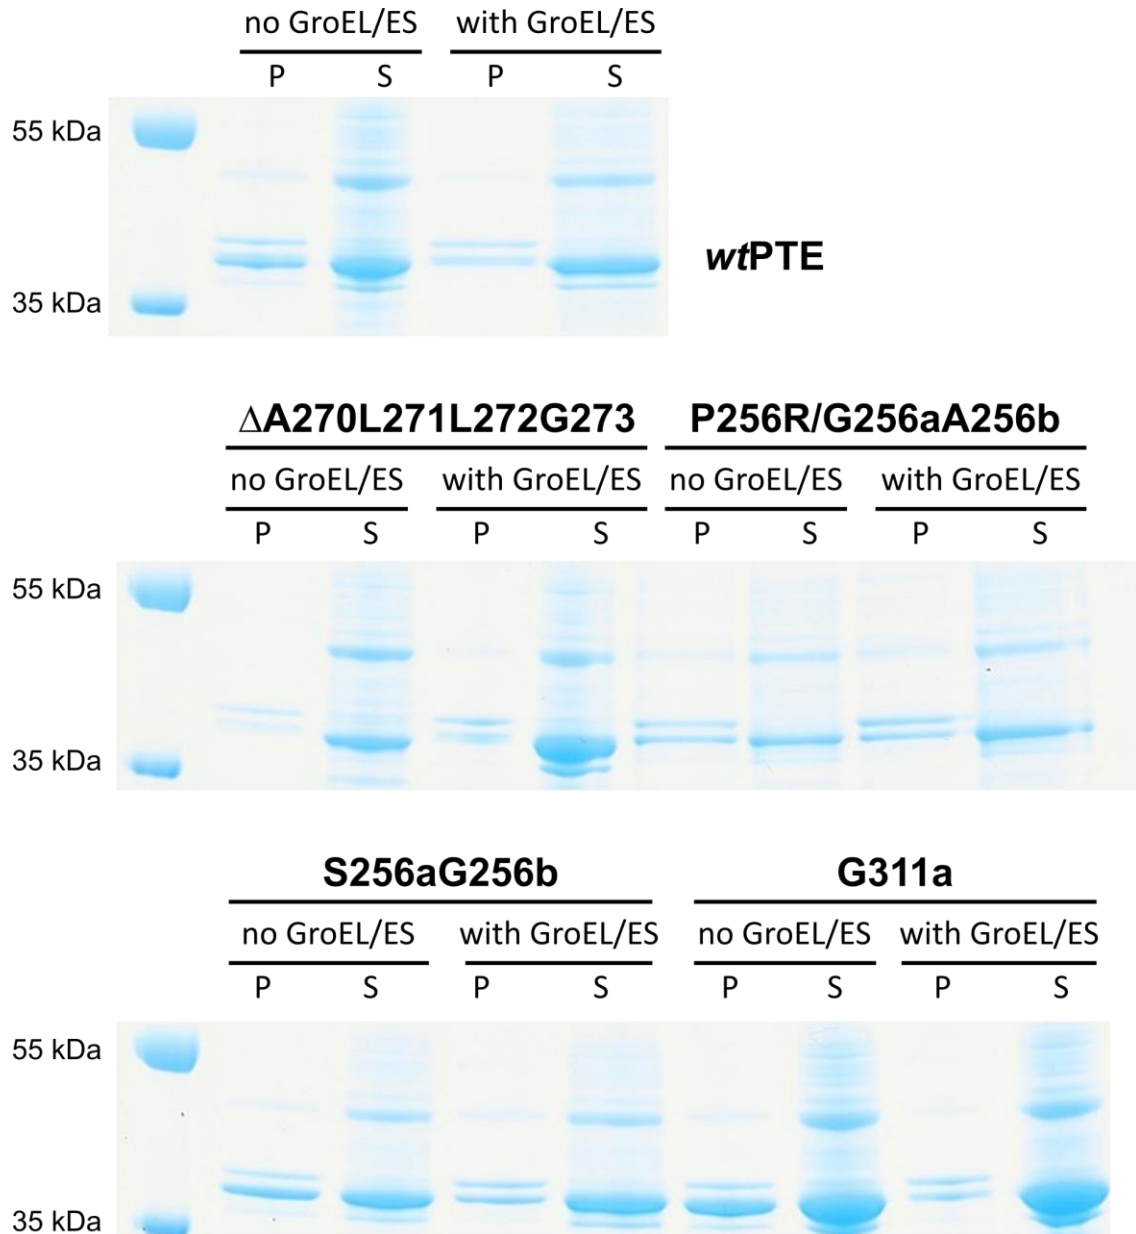 no GroEL/ES with GroEL/ES
P S P S
55 kDa
wtPTE
35 kDa
ΔA270L271L272G273 P256R/G256aA256b
no GroEL/ES with GroEL/ES no GroEL/ES with GroEL/ES
P S P S P S P S
55 kDa
35 kDa
S256aG256b G311a
no GroEL/ES with GroEL/ES no GroEL/ES with GroEL/ES
P S P S P S P S
55 kDa
35 kDa